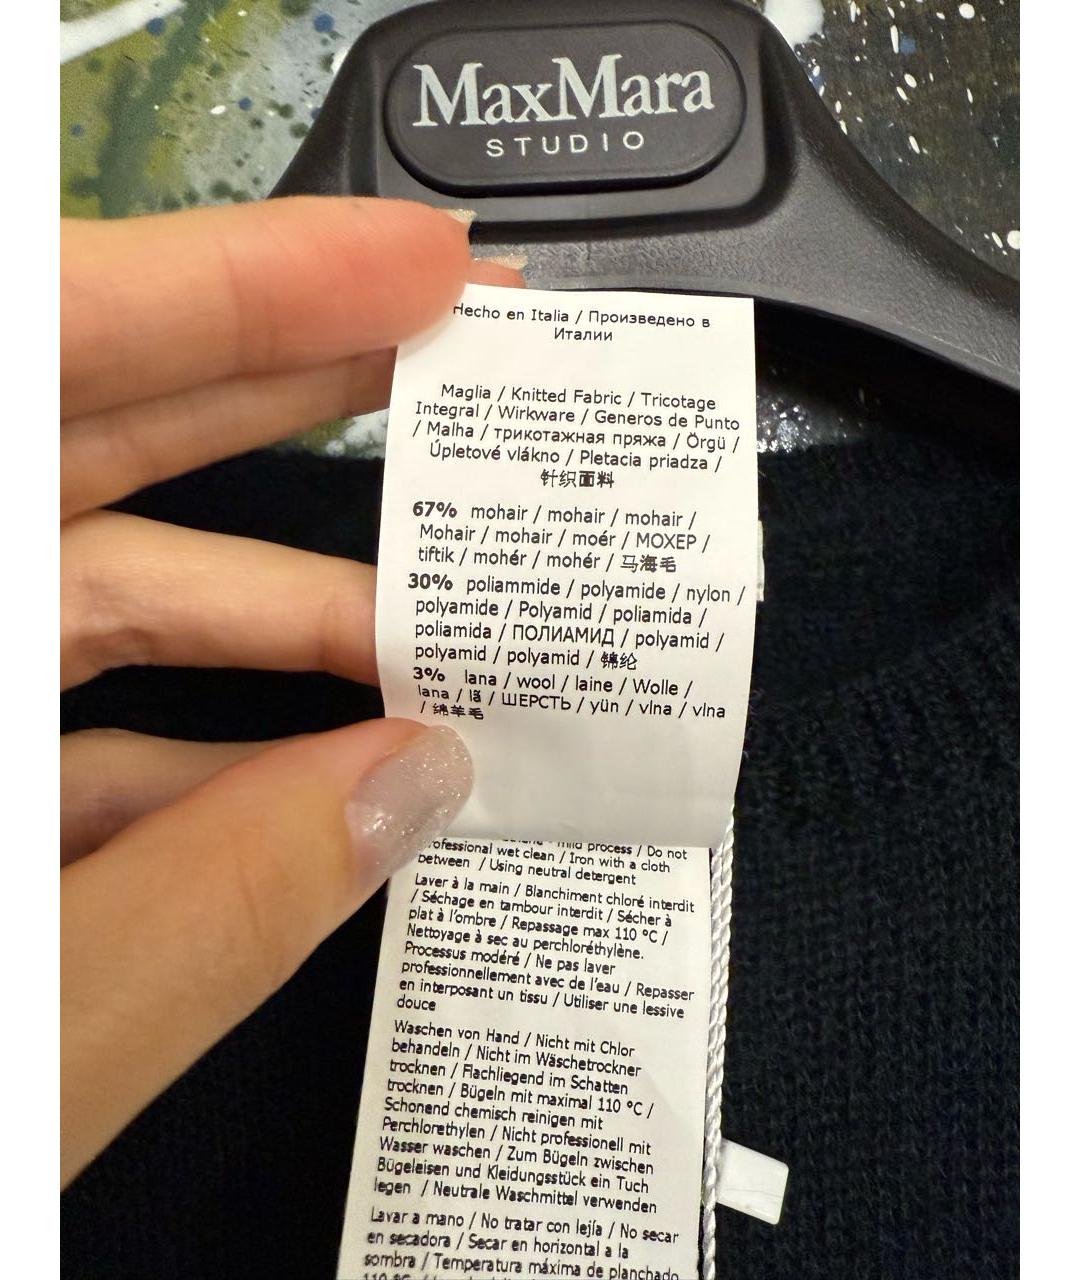 MaxMara
STUDIO
Hecho en Italia / Произведено в
Италии
Maglia / Knitted Fabric / Tricotage
Integral / Wirkware / Generos de Punto
/ Malha / трикотажная пряжа / Örgü /
Úpletové vlákno / Pletacia priadza /
针织面料
67% mohair / mohair / mohair /
Mohair / mohair / moér / МОХЕР /
tiftik / mohér / mohér / 马海毛
30% poliammide / polyamide / nylon /
polyamide / Polyamid / poliamida /
poliamida / ПОЛИАМИД / polyamid /
polyamid / polyamid / 锦纶
3% lana / wool / laine / Wolle /
lana / lã / ШЕРСТЬ / yün / vlna / vlna
/ 绵羊毛
mild process / Do not
professional wet clean / Iron with a cloth
between / Using neutral detergent
Laver à la main / Blanchiment chloré interdit
/ Séchage en tambour interdit / Sécher à
plat à l'ombre / Repassage max 110 °C /
Nettoyage à sec au perchloréthylène.
Processus modéré / Ne pas laver
professionnellement avec de l'eau / Repasser
en interposant un tissu / Utiliser une lessive
douce
Waschen von Hand / Nicht mit Chlor
behandeln / Nicht im Wäschetrockner
trocknen / Flachliegend im Schatten
trocknen / Bügeln mit maximal 110 °C /
Schonend chemisch reinigen mit
Perchlorethylen / Nicht professionell mit
Wasser waschen / Zum Bügeln zwischen
Bügeleisen und Kleidungsstück ein Tuch
legen / Neutrale Waschmittel verwenden
Lavar a mano / No tratar con lejía / No secar
en secadora / Secar en horizontal a la
sombra / Temperatura máxima de planchado